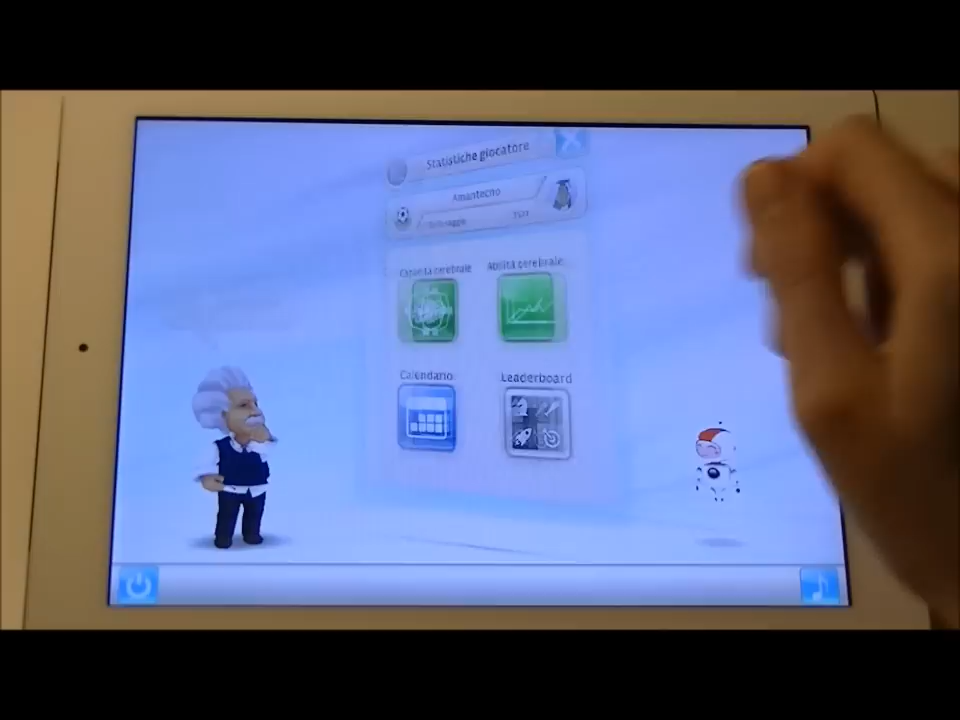 Statistiche giocatore
Amantecno
Capacità cerebrale
Abilità cerebrale
Calendario
Leaderboard